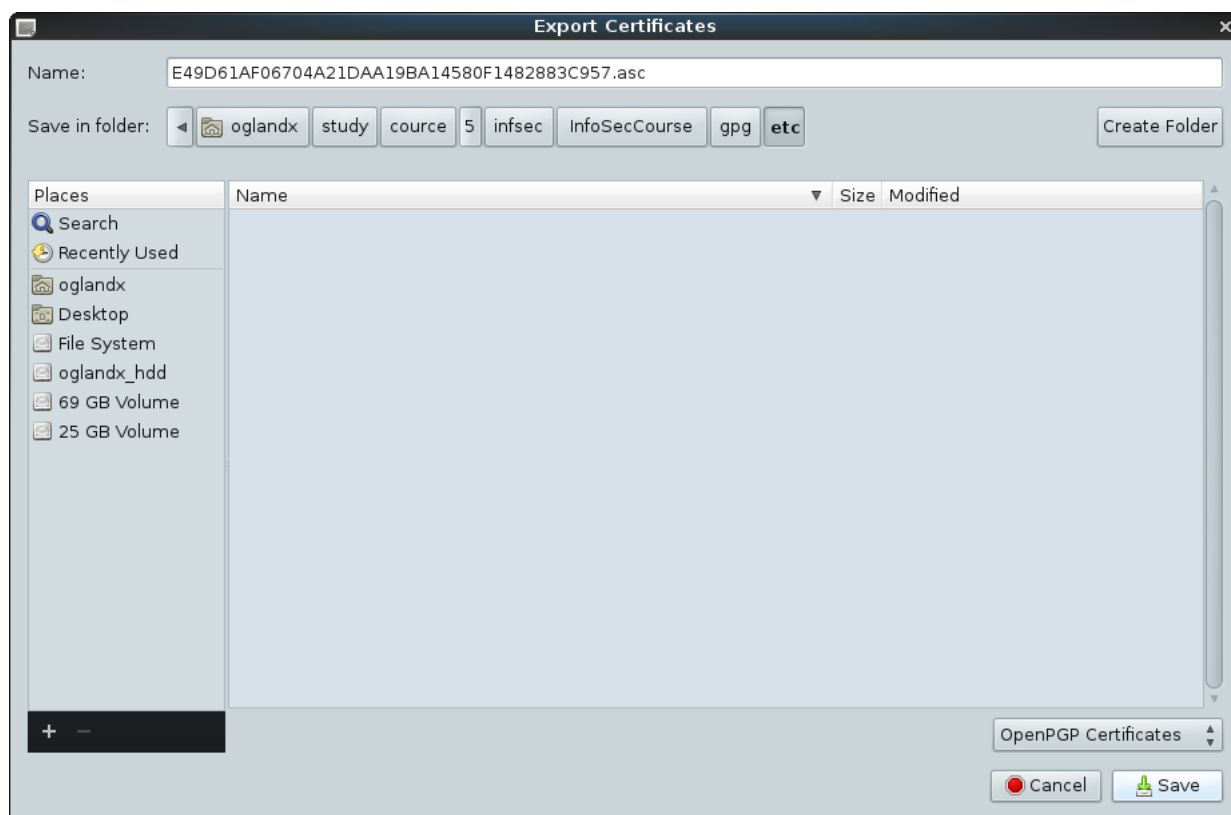 Export Certificates
Name: E49D61AF06704A21DAA19BA14580F1482883C957.asc
Save in folder: oglandx study cource 5 infsec InfoSecCourse gpg etc Create Folder
Places Name Size Modified
Search
Recently Used
oglandx
Desktop
File System
oglandx_hdd
69 GB Volume
25 GB Volume
OpenPGP Certificates
Cancel Save